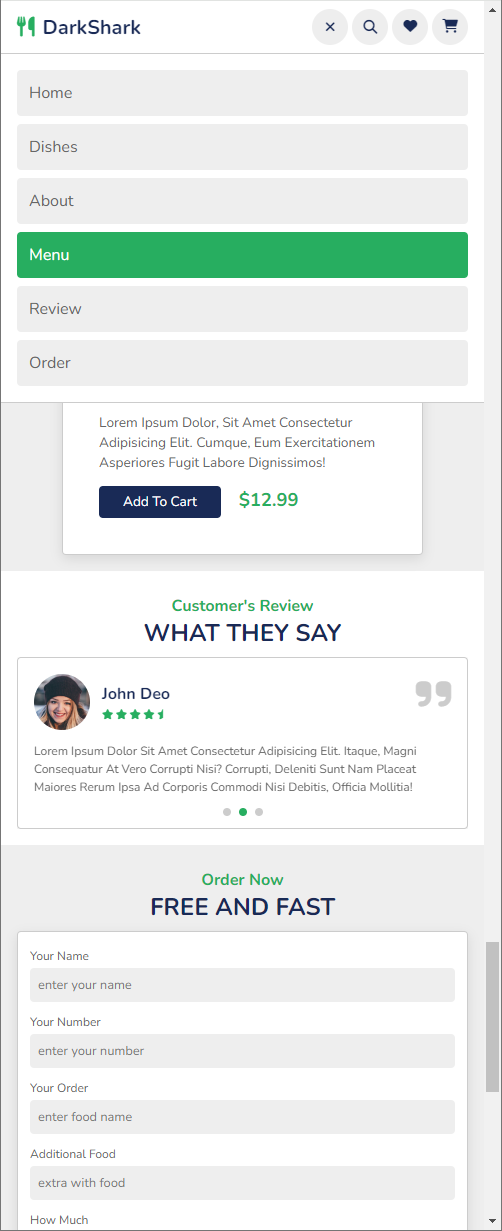 DarkShark
Home
Dishes
About
Menu
Review
Order
Lorem Ipsum Dolor, Sit Amet Consectetur
Adipisicing Elit. Cumque, Eum Exercitationem
Asperiores Fugit Labore Dignissimos!
Add To Cart $12.99
Customer's Review
WHAT THEY SAY
John Deo
Lorem Ipsum Dolor Sit Amet Consectetur Adipisicing Elit. Itaque, Magni
Consequatur At Vero Corrupti Nisi? Corrupti, Deleniti Sunt Nam Placeat
Maiores Rerum Ipsa Ad Corporis Commodi Nisi Debitis, Officia Mollitia!
Order Now
FREE AND FAST
Your Name
enter your name
Your Number
enter your number
Your Order
enter food name
Additional Food
extra with food
How Much